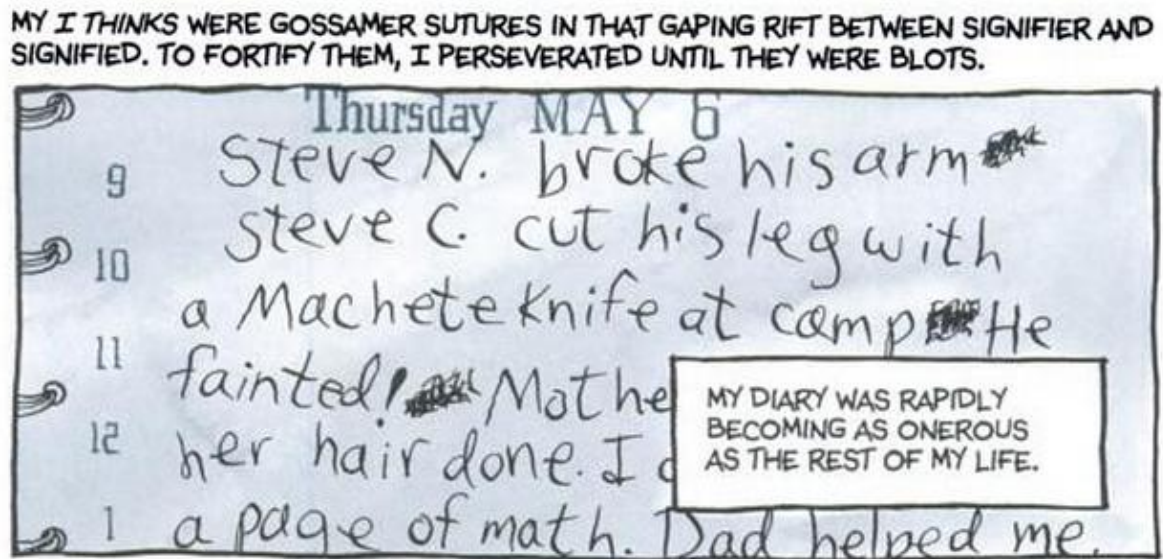 MY I THINKS WERE GOSSAMER SUTURES IN THAT GAPING RIFT BETWEEN SIGNIFIER AND
SIGNIFIED. TO FORTIFY THEM, I PERSEVERATED UNTIL THEY WERE BLOTS.
Thursday MAY 6
9
Steve N. broke his arm
10
Steve C. cut his leg with
a Machete knife at camp He
11
fainted! Mothe
12
her hair done. I
1
a page of math. Dad helped me.
MY DIARY WAS RAPIDLY
BECOMING AS ONEROUS
AS THE REST OF MY LIFE.